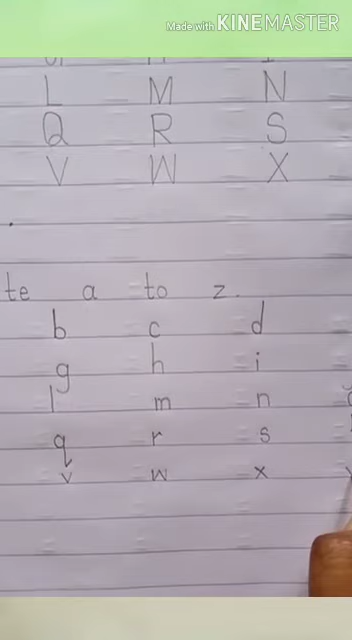 Made with KINEMASTER
L M N
Q R S
V W X
te a to z.
b c d
g h i
l m n
q r s
v w x